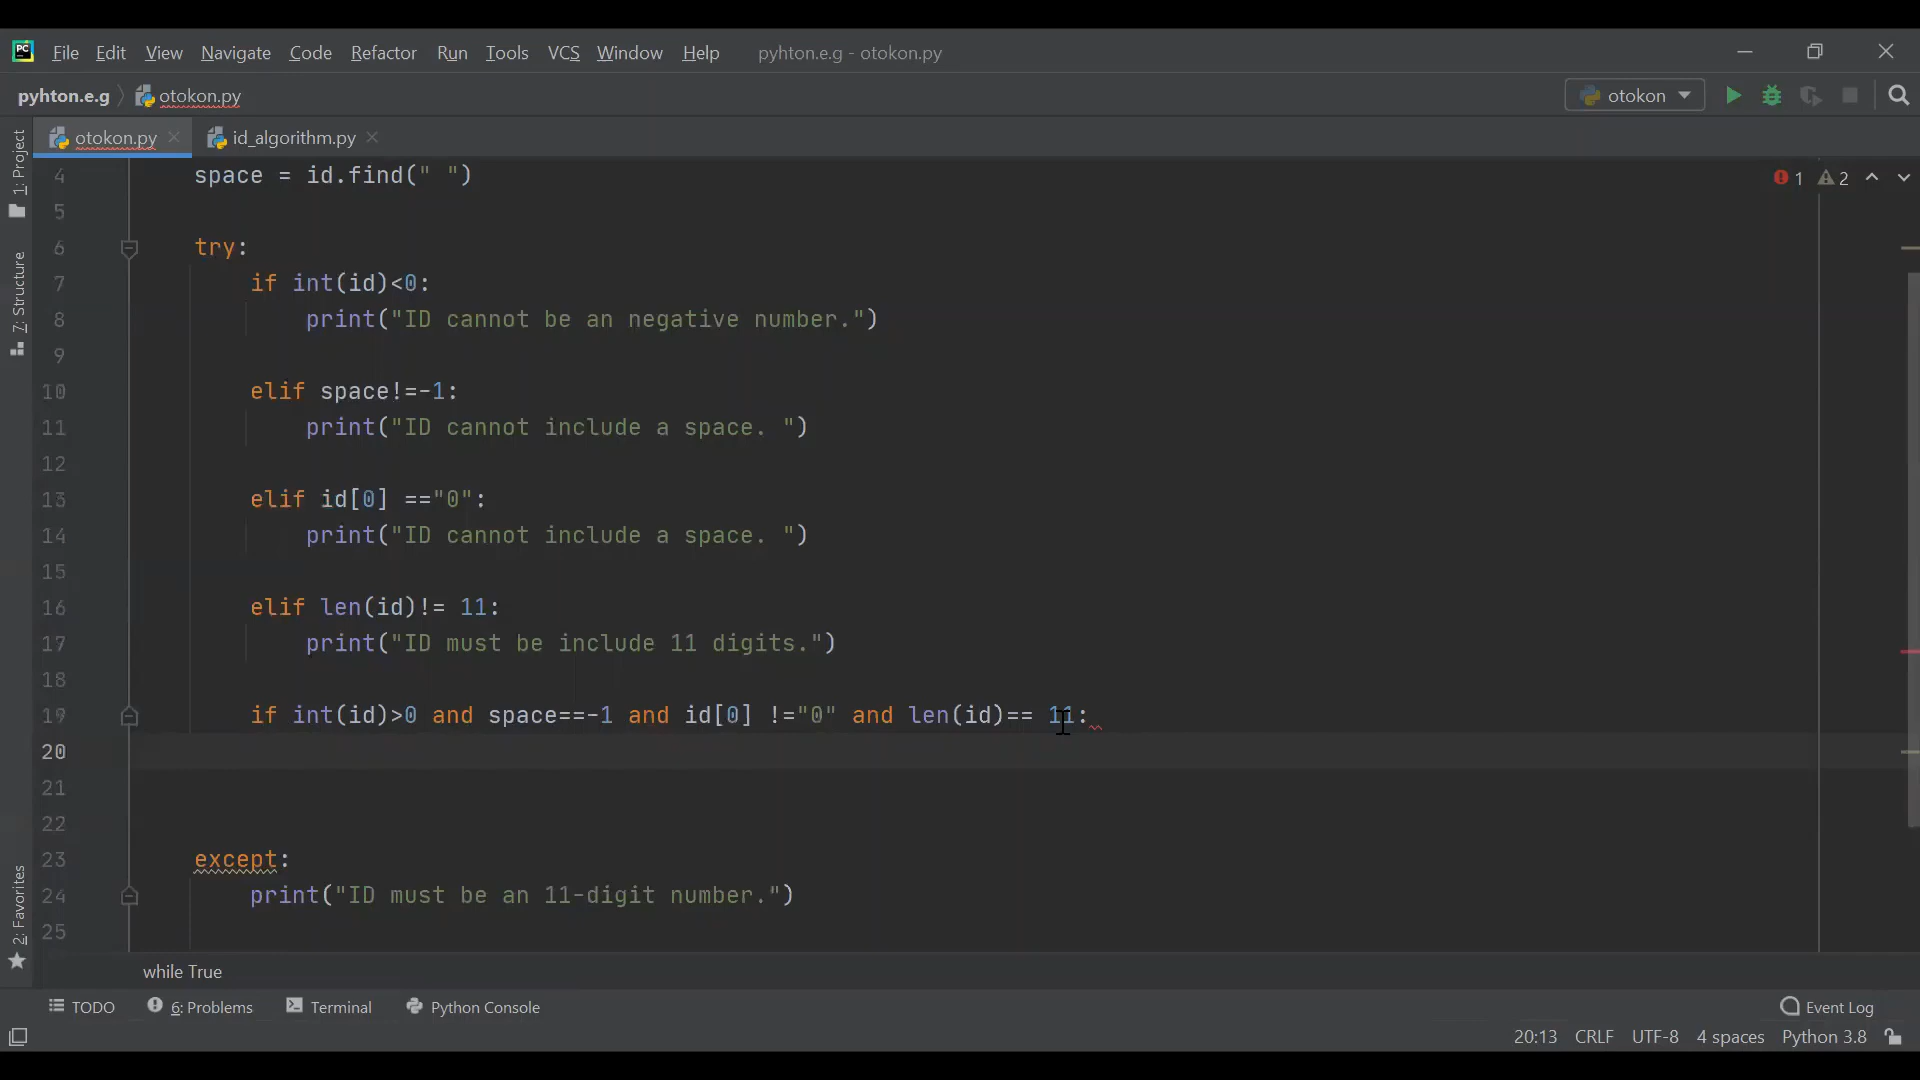 File Edit View Navigate Code Refactor Run Tools VCS Window Help pyhton.e.g - otokon.py
pyhton.e.g otokon.py otokon
otokon.py id_algorithm.py
1: Project
7: Structure
2: Favorites
4 space = id.find(" ")
1 2
5
6 try:
7 if int(id)<0:
8 print("ID cannot be an negative number.")
9
10 elif space!=-1:
11 print("ID cannot include a space. ")
12
13 elif id[0] =="0":
14 print("ID cannot include a space. ")
15
16 elif len(id)!= 11:
17 print("ID must be include 11 digits.")
18
19 if int(id)>0 and space==-1 and id[0] !="0" and len(id)== 11:
20
21
22
23 except:
24 print("ID must be an 11-digit number.")
25
while True
TODO 6: Problems Terminal Python Console Event Log
20:13 CRLF UTF-8 4 spaces Python 3.8